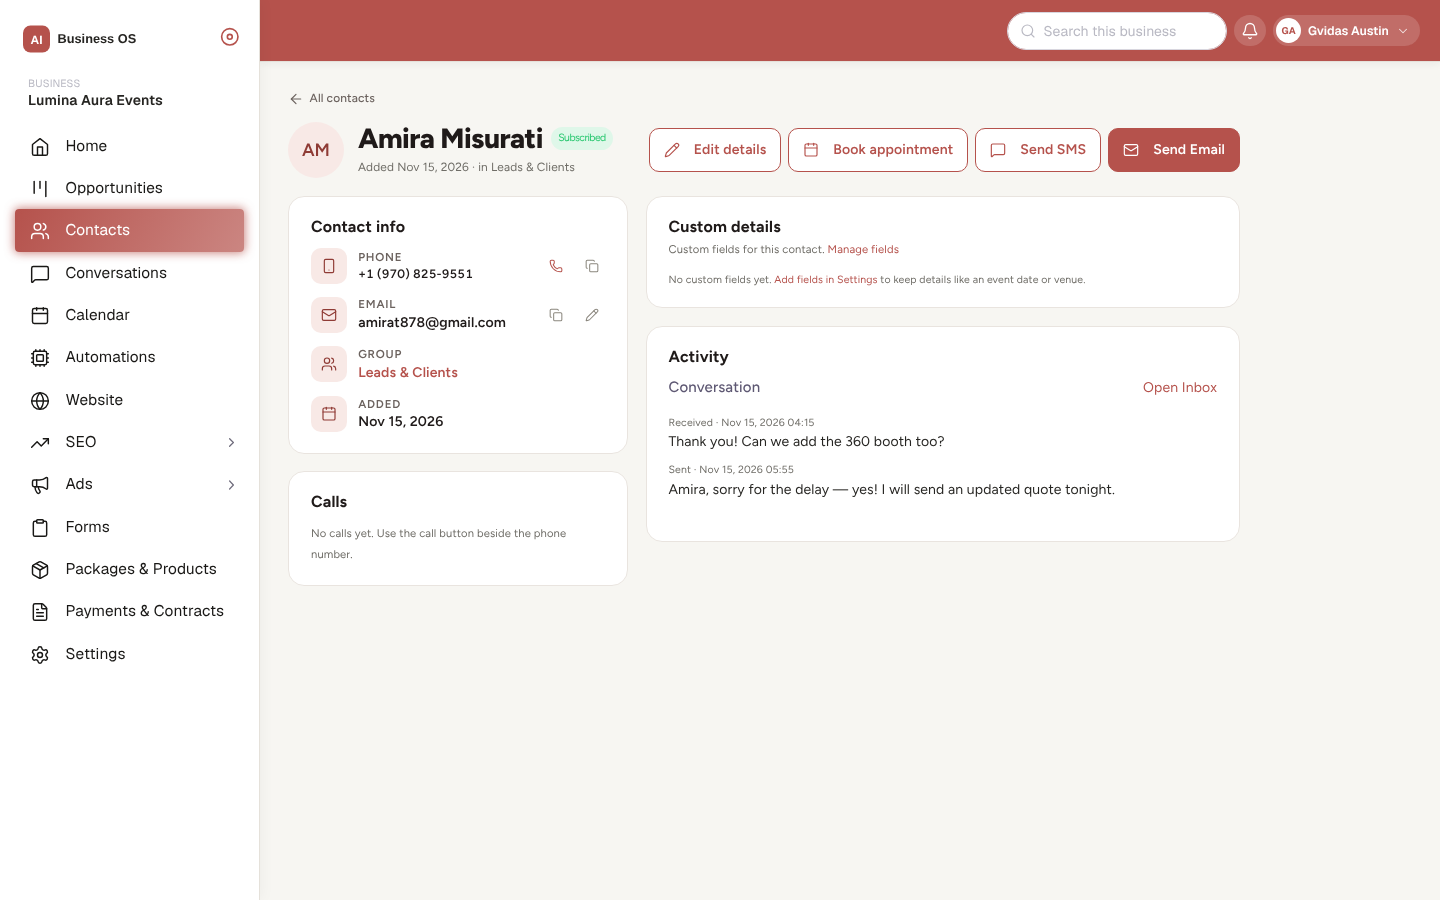 AI Business OS
BUSINESS
Lumina Aura Events
Home
Opportunities
Contacts
Conversations
Calendar
Automations
Website
SEO
Ads
Forms
Packages & Products
Payments & Contracts
Settings
Search this business
GA Gvidas Austin
All contacts
AM
Amira Misurati Subscribed
Added Nov 15, 2026 · in Leads & Clients
Edit details
Book appointment
Send SMS
Send Email
Contact info
PHONE
+1 (970) 825-9551
EMAIL
amirat878@gmail.com
GROUP
Leads & Clients
ADDED
Nov 15, 2026
Calls
No calls yet. Use the call button beside the phone
number.
Custom details
Custom fields for this contact. Manage fields
No custom fields yet. Add fields in Settings to keep details like an event date or venue.
Activity
Conversation
Open Inbox
Received · Nov 15, 2026 04:15
Thank you! Can we add the 360 booth too?
Sent · Nov 15, 2026 05:55
Amira, sorry for the delay — yes! I will send an updated quote tonight.